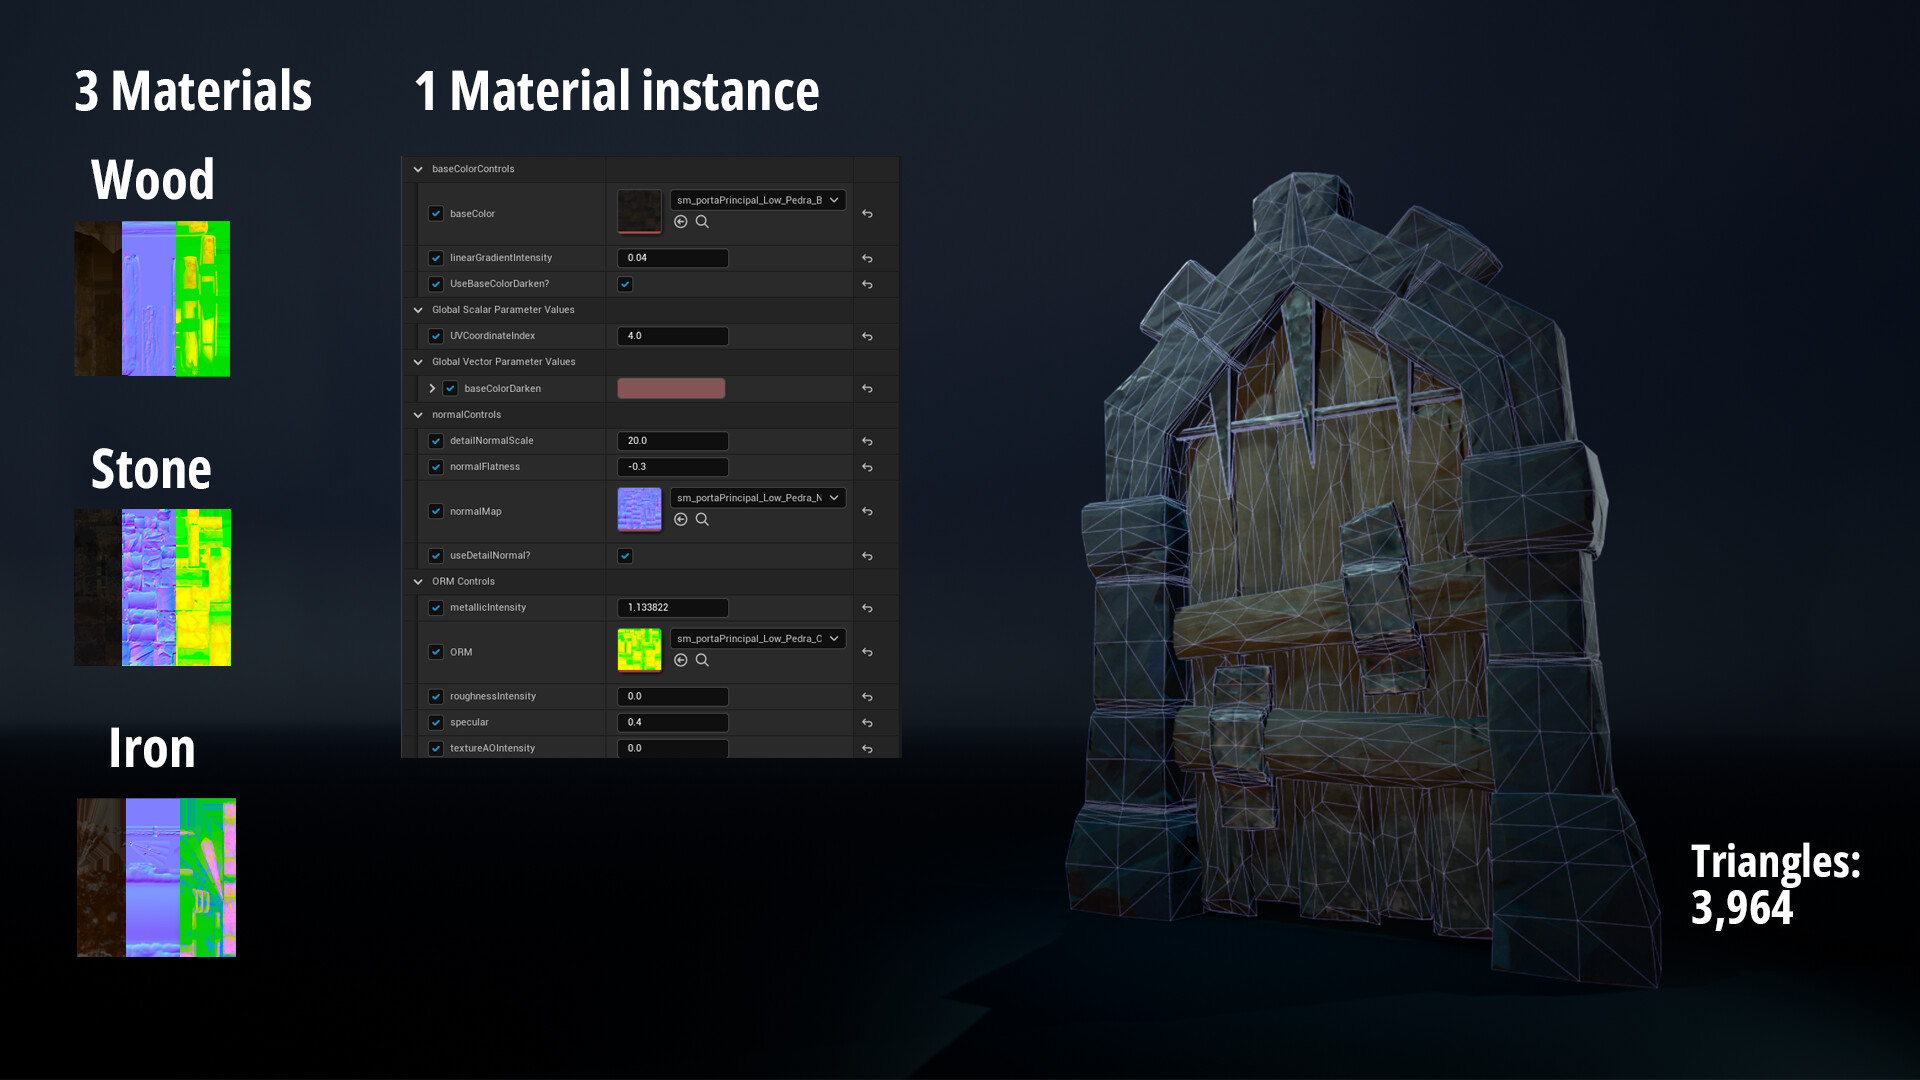 3 Materials
1 Material instance
Wood
Stone
Iron
baseColorControls
baseColor
sm_portaPrincipal_Low_Pedra_B
linearGradientIntensity
0.04
UseBaseColorDarken?
Global Scalar Parameter Values
UVCoordinateIndex
4.0
Global Vector Parameter Values
baseColorDarken
normalControls
detailNormalScale
20.0
normalFlatness
-0.3
normalMap
sm_portaPrincipal_Low_Pedra_N
useDetailNormal?
ORM Controls
metallicIntensity
1.133822
ORM
sm_portaPrincipal_Low_Pedra_C
roughnessIntensity
0.0
specular
0.4
textureAOIntensity
0.0
Triangles:
3,964